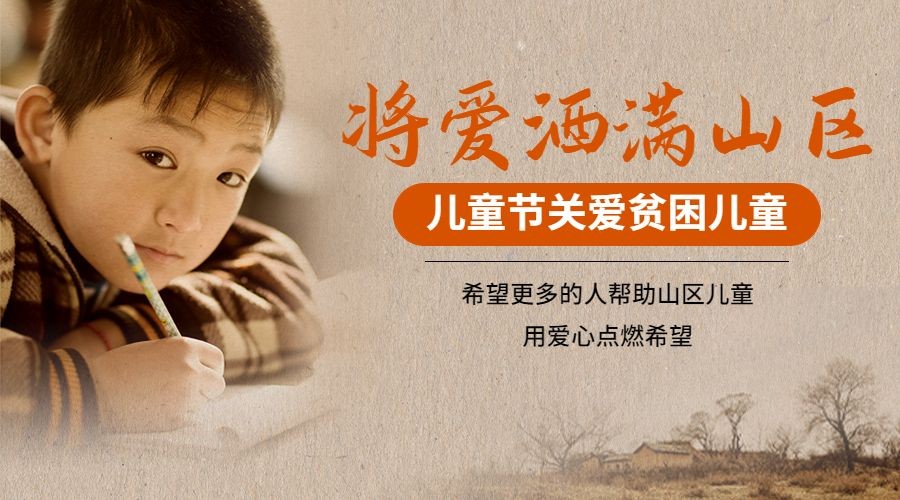 将爱洒满山区
儿童节关爱贫困儿童
希望更多的人帮助山区儿童
用爱心点燃希望